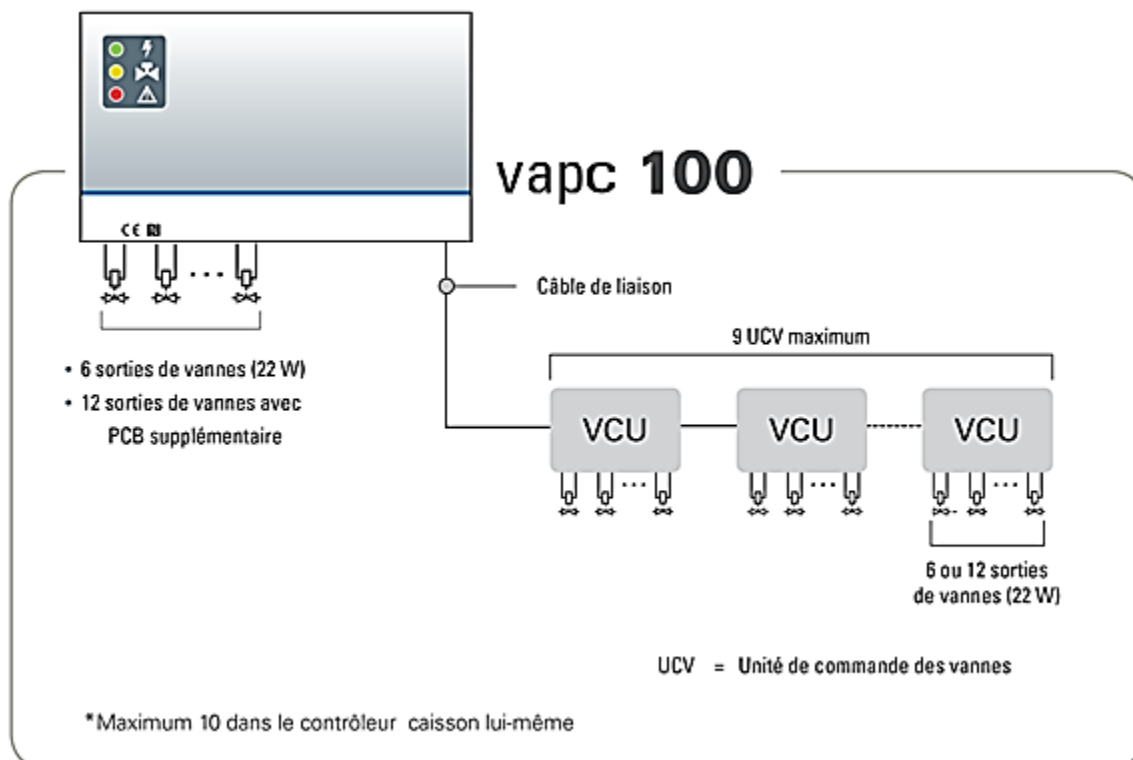 CE
vapc 100
Câble de liaison
9 UCV maximum
• 6 sorties de vannes (22 W)
• 12 sorties de vannes avec
PCB supplémentaire
VCU
VCU
VCU
6 ou 12 sorties
de vannes (22 W)
UCV = Unité de commande des vannes
*Maximum 10 dans le contrôleur caisson lui-même